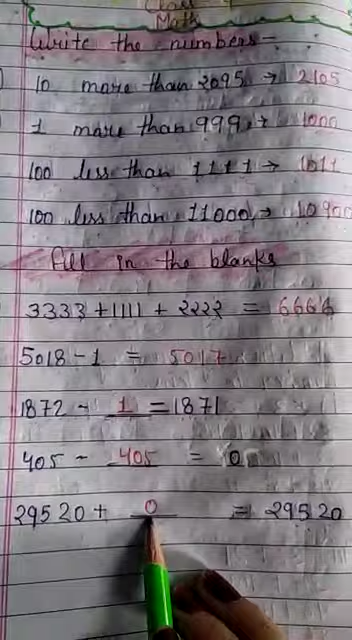 Class
Math
Write the numbers-
10 more than 2095 → 2105
1 more than 999 → 1000
100 less than 1111 → 1011
100 less than 11000 → 10900
Fill in the blanks
3333 + 1111 + 2222 = 6666
5018 - 1 = 5017
1872 - 1 = 1871
405 - 405 = 0
29520 + 0 = 29520